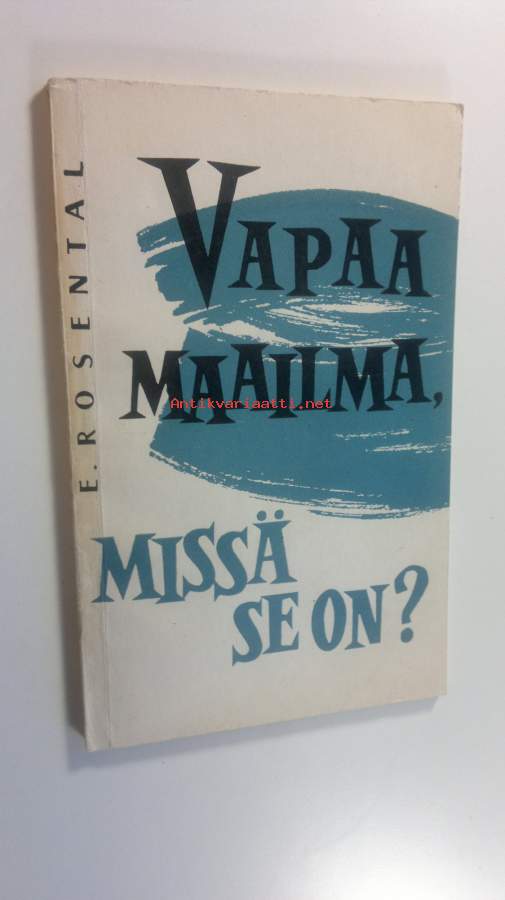 E. ROSENTAL
VAPAA
MAAILMA,
Antikvariaatti.net
MISSÄ
SE ON?